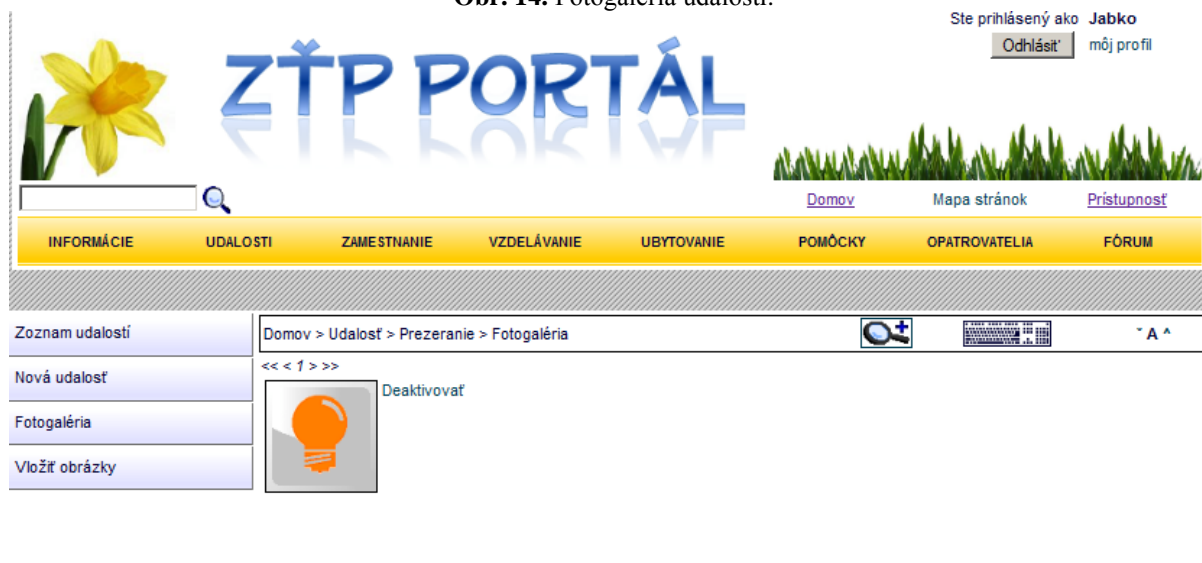 Obr. 14. Fotogaléria udalosti.
Ste prihlásený ako Jabko
Odhlásiť môj profil
ZŤP PORTÁL
Domov Mapa stránok Prístupnosť
INFORMÁCIE UDALOSTI ZAMESTNANIE VZDELÁVANIE UBYTOVANIE POMÔCKY OPATROVATELIA FÓRUM
Zoznam udalostí
Domov > Udalosť > Prezeranie > Fotogaléria
ˇ A ^
Nová udalosť
<< < 1 > >>
Deaktivovať
Fotogaléria
Vložiť obrázky